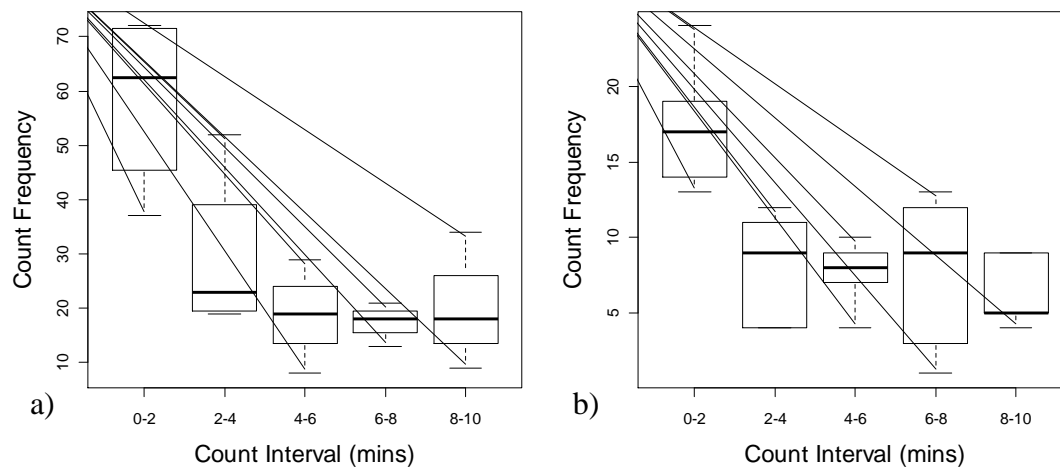 Count Frequency
70
60
50
40
30
20
10
a)
0-2 2-4 4-6 6-8 8-10
Count Interval (mins)
Count Frequency
20
15
10
5
b)
0-2 2-4 4-6 6-8 8-10
Count Interval (mins)